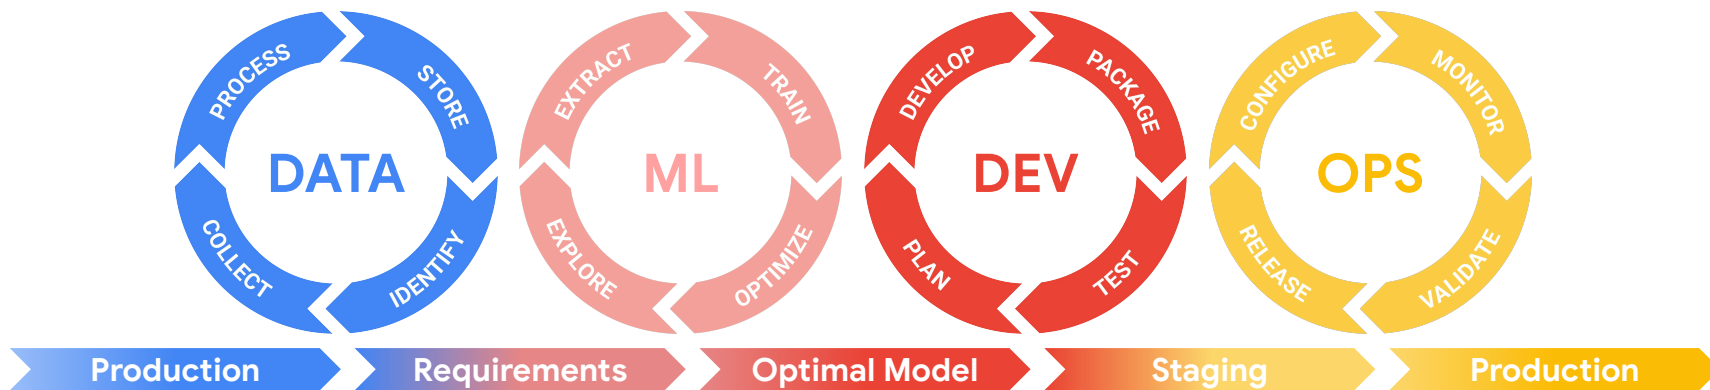 PROCESS
STORE
DATA
COLLECT
IDENTIFY
EXTRACT
TRAIN
ML
EXPLORE
OPTIMIZE
DEVELOP
PACKAGE
DEV
PLAN
TEST
CONFIGURE
MONITOR
OPS
RELEASE
VALIDATE
Production
Requirements
Optimal Model
Staging
Production